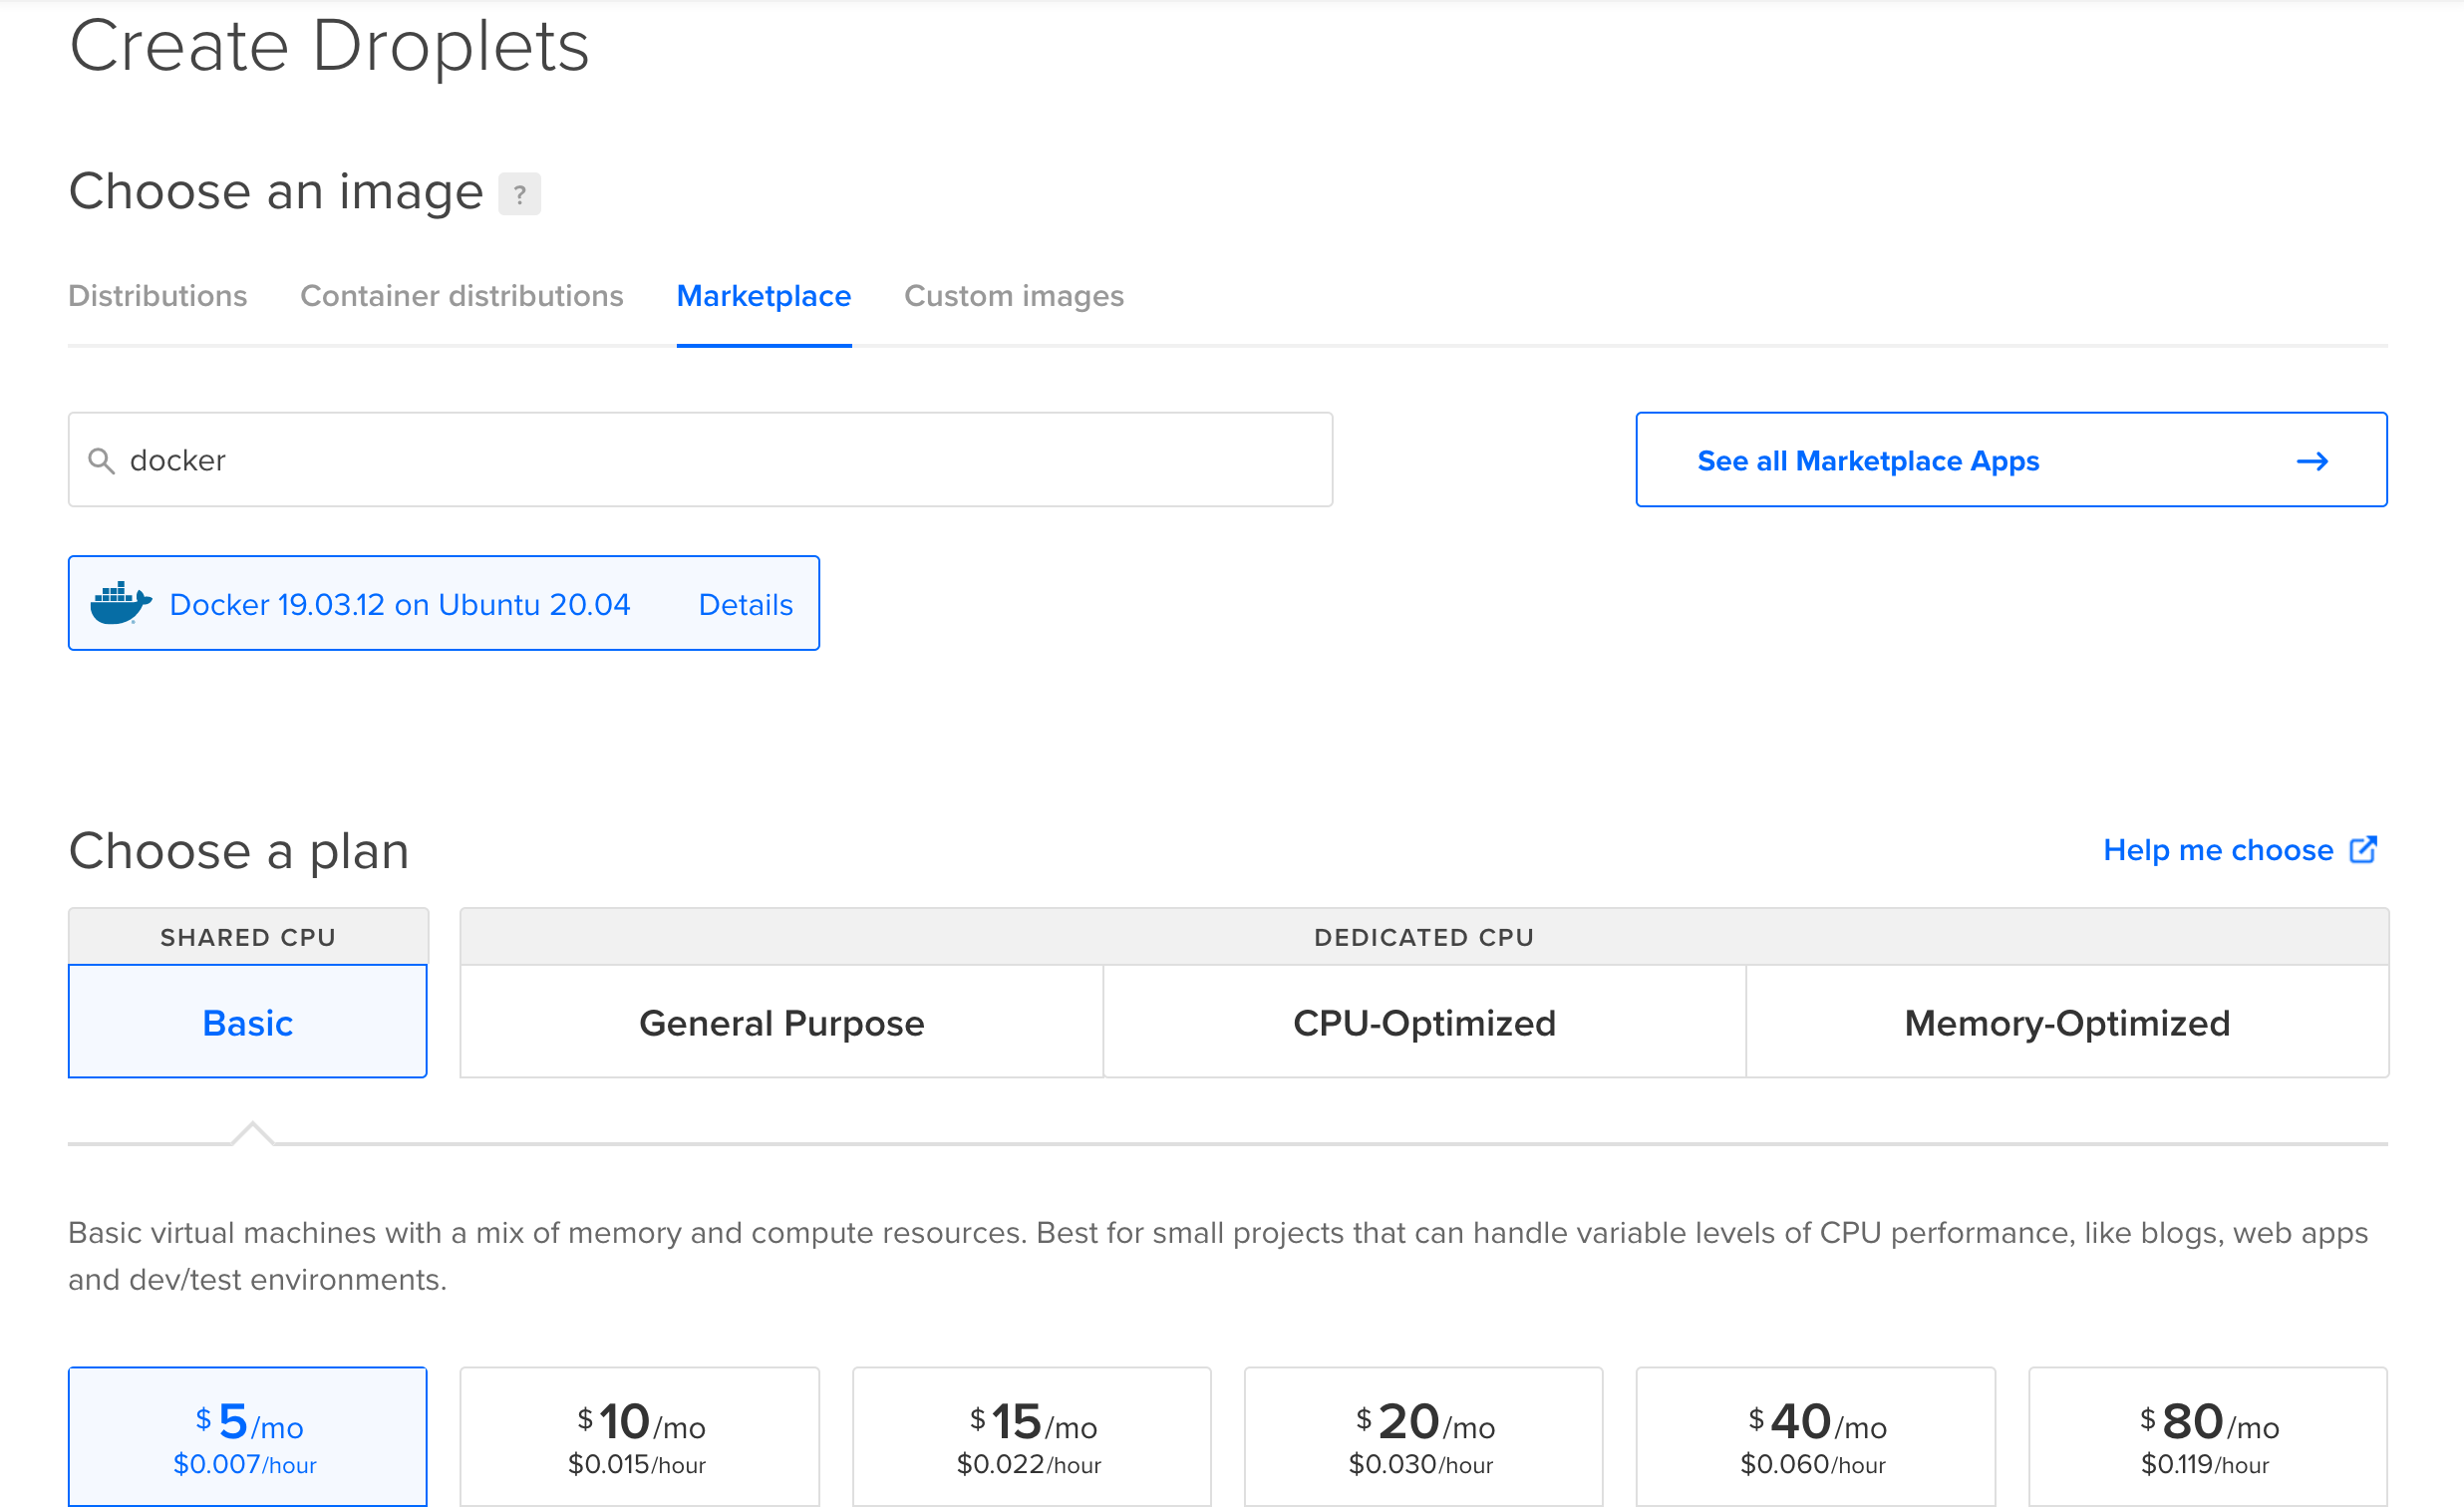 Create Droplets
Choose an image ?
Distributions Container distributions Marketplace Custom images
docker
See all Marketplace Apps →
Docker 19.03.12 on Ubuntu 20.04 Details
Choose a plan
Help me choose
SHARED CPU
DEDICATED CPU
Basic
General Purpose
CPU-Optimized
Memory-Optimized
Basic virtual machines with a mix of memory and compute resources. Best for small projects that can handle variable levels of CPU performance, like blogs, web apps
and dev/test environments.
$5/mo
$0.007/hour
$10/mo
$0.015/hour
$15/mo
$0.022/hour
$20/mo
$0.030/hour
$40/mo
$0.060/hour
$80/mo
$0.119/hour